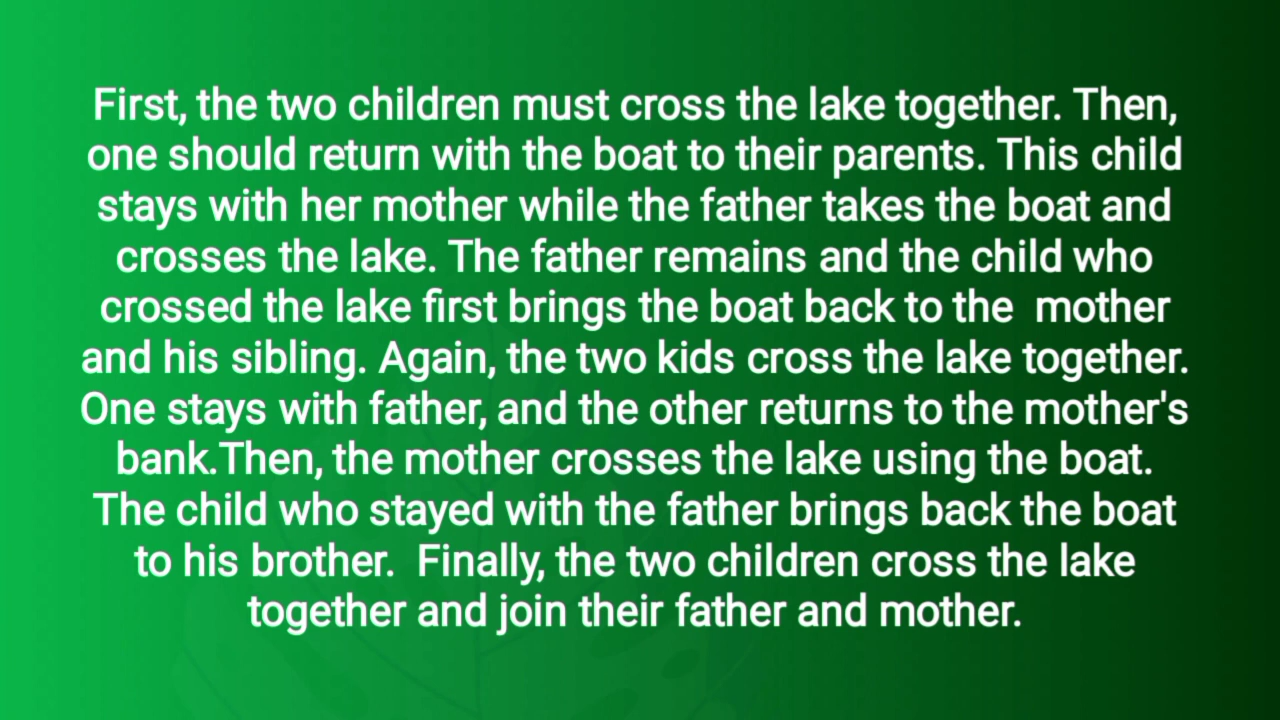 First, the two children must cross the lake together. Then,
one should return with the boat to their parents. This child
stays with her mother while the father takes the boat and
crosses the lake. The father remains and the child who
crossed the lake first brings the boat back to the  mother
and his sibling. Again, the two kids cross the lake together.
One stays with father, and the other returns to the mother's
bank.Then, the mother crosses the lake using the boat.
The child who stayed with the father brings back the boat
to his brother.  Finally, the two children cross the lake
together and join their father and mother.